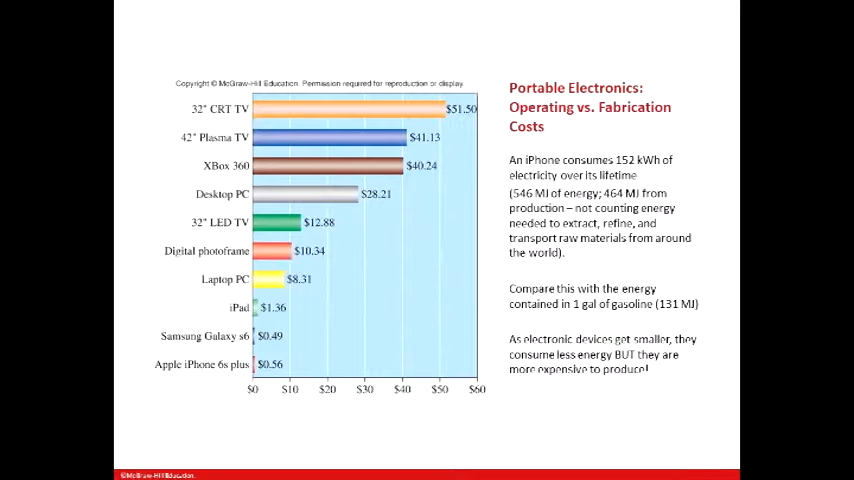 Copyright © McGraw-Hill Education. Permission required for reproduction or display.
32" CRT TV $51.50
42" Plasma TV $41.13
XBox 360 $40.24
Desktop PC $28.21
32" LED TV $12.88
Digital photoframe $10.34
Laptop PC $8.31
iPad $1.36
Samsung Galaxy s6 $0.49
Apple iPhone 6s plus $0.56
$0 $10 $20 $30 $40 $50 $60
Portable Electronics:
Operating vs. Fabrication
Costs
An iPhone consumes 152 kWh of
electricity over its lifetime
(546 MJ of energy; 464 MJ from
production – not counting energy
needed to extract, refine, and
transport raw materials from around
the world).
Compare this with the energy
contained in 1 gal of gasoline (131 MJ)
As electronic devices get smaller, they
consume less energy BUT they are
more expensive to produce!
©McGraw-Hill Education.